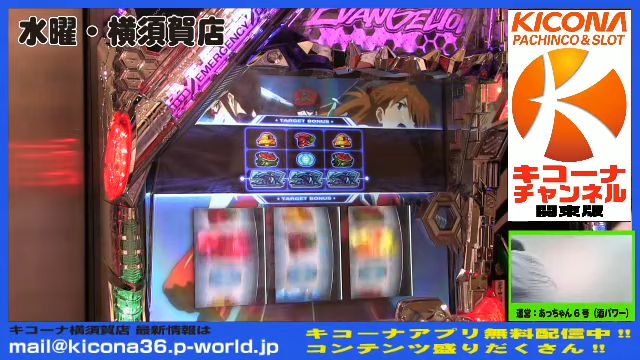 水曜・横須賀店
EVANGELION
EMERGENCY
TARGET BONUS
TARGET BONUS
KICONA
PACHINCO & SLOT
キコーナ
チャンネル
関東版
運営：あっちゃん6号（酒パワー）
キコーナ横須賀店 最新情報は
mail@kicona36.p-world.jp
キコーナアプリ無料配信中!!
コンテンツ盛りだくさん!!